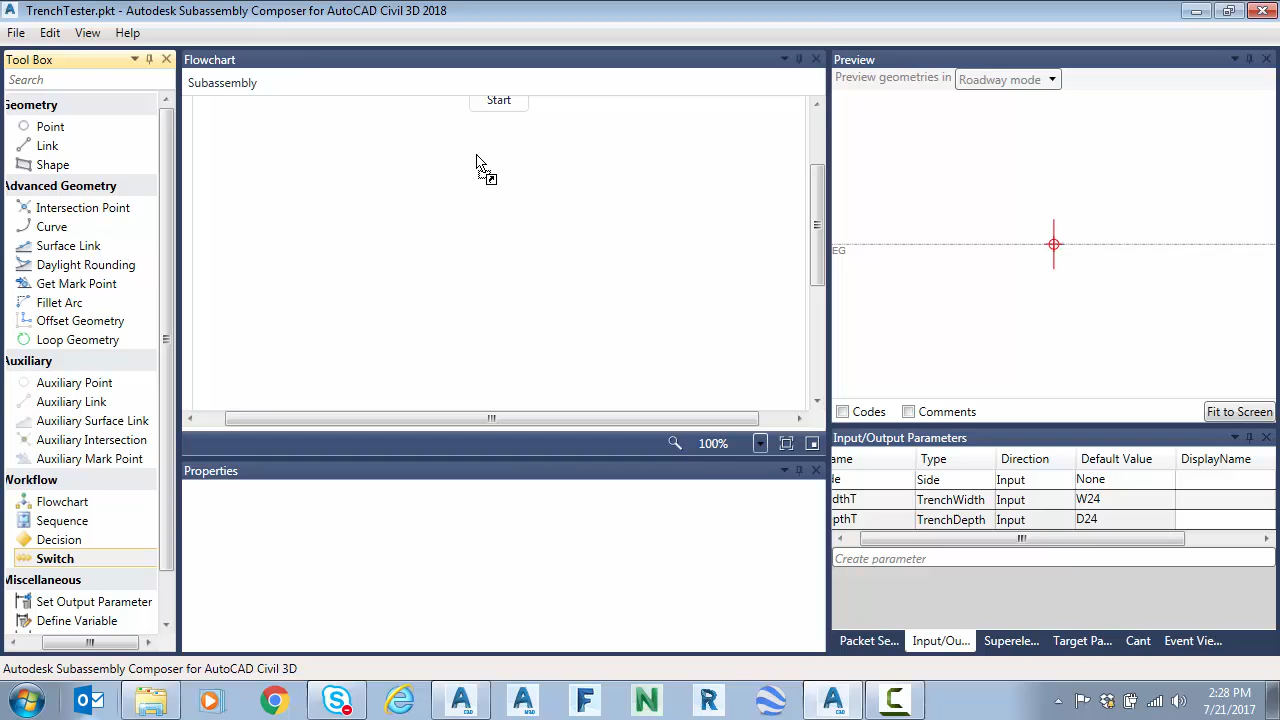 TrenchTester.pkt - Autodesk Subassembly Composer for AutoCAD Civil 3D 2018
File Edit View Help
Tool Box
Search
Geometry
Point
Link
Shape
Advanced Geometry
Intersection Point
Curve
Surface Link
Daylight Rounding
Get Mark Point
Fillet Arc
Offset Geometry
Loop Geometry
Auxiliary
Auxiliary Point
Auxiliary Link
Auxiliary Surface Link
Auxiliary Intersection
Auxiliary Mark Point
Workflow
Flowchart
Sequence
Decision
Switch
Miscellaneous
Set Output Parameter
Define Variable
Flowchart
Subassembly
Start
100%
Properties
Preview
Preview geometries in Roadway mode
EG
Codes Comments Fit to Screen
Input/Output Parameters
ame Type Direction Default Value DisplayName
de Side Input None
dthT TrenchWidth Input W24
pthT TrenchDepth Input D24
Create parameter
Packet Se... Input/Ou... Superele... Target Pa... Cant Event Vie...
Autodesk Subassembly Composer for AutoCAD Civil 3D
2:28 PM
7/21/2017